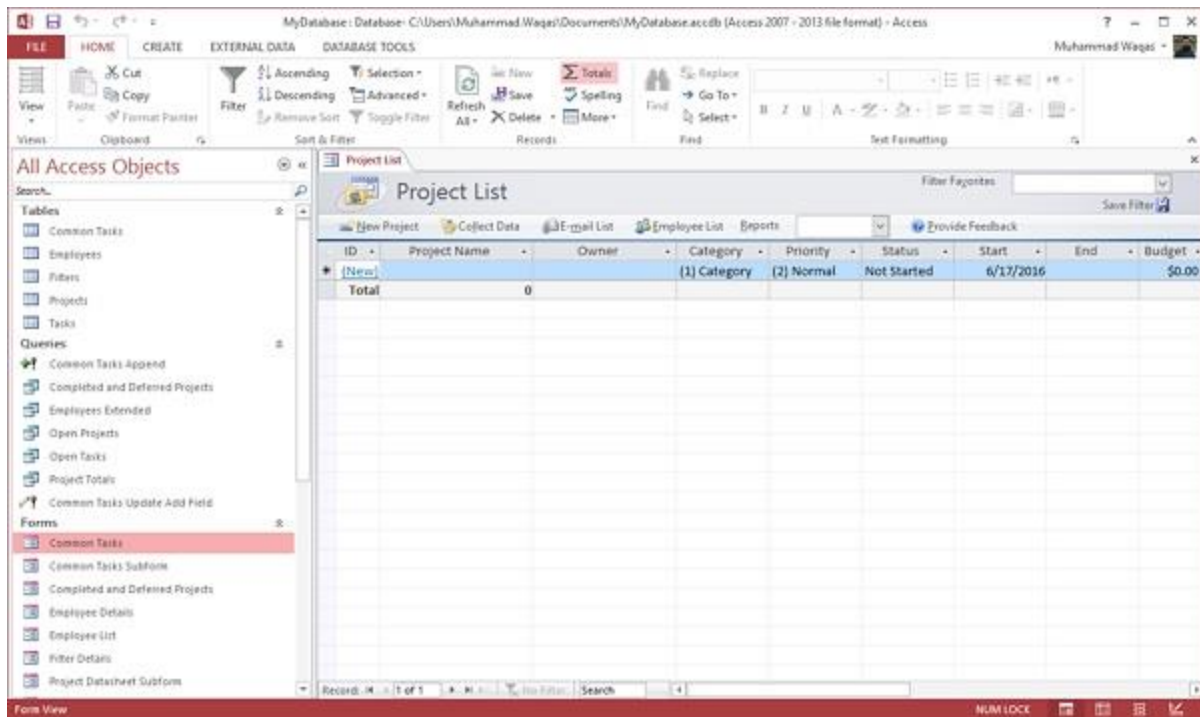 MyDatabase : Database- C:\Users\Muhammad.Waqas\Documents\MyDatabase.accdb (Access 2007 - 2013 file format) - Access
FILE HOME CREATE EXTERNAL DATA DATABASE TOOLS Muhammad Waqas
View
Views
Paste
Cut
Copy
Format Painter
Clipboard
Filter
Ascending
Descending
Remove Sort
Selection
Advanced
Toggle Filter
Sort & Filter
Refresh All
New
Save
Delete
Totals
Spelling
More
Records
Find
Replace
Go To
Select
Find
B I U A
Text Formatting
All Access Objects
Search...
Tables
Common Tasks
Employees
Filters
Projects
Tasks
Queries
Common Tasks Append
Completed and Deferred Projects
Employees Extended
Open Projects
Open Tasks
Project Totals
Common Tasks Update Add Field
Forms
Common Tasks
Common Tasks Subform
Completed and Deferred Projects
Employee Details
Employee List
Filter Details
Project Datasheet Subform
Project List
Project List
Filter Favorites
Save Filter
New Project Collect Data E-mail List Employee List Reports Provide Feedback
ID Project Name Owner Category Priority Status Start End Budget
(New) (1) Category (2) Normal Not Started 6/17/2016 $0.00
Total 0
Record: 1 of 1 No Filter Search
Form View NUM LOCK